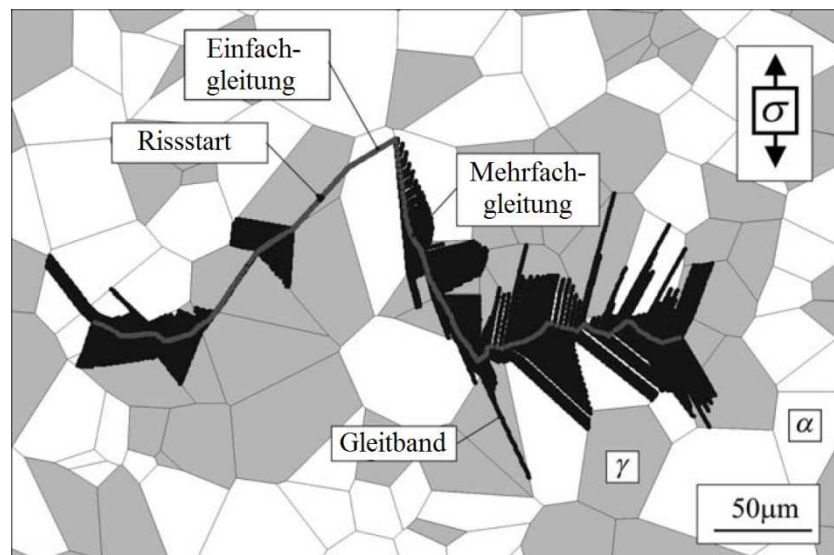 Einfach-
gleitung
Rissstart
σ
Mehrfach-
gleitung
Gleitband
α
γ
50µm